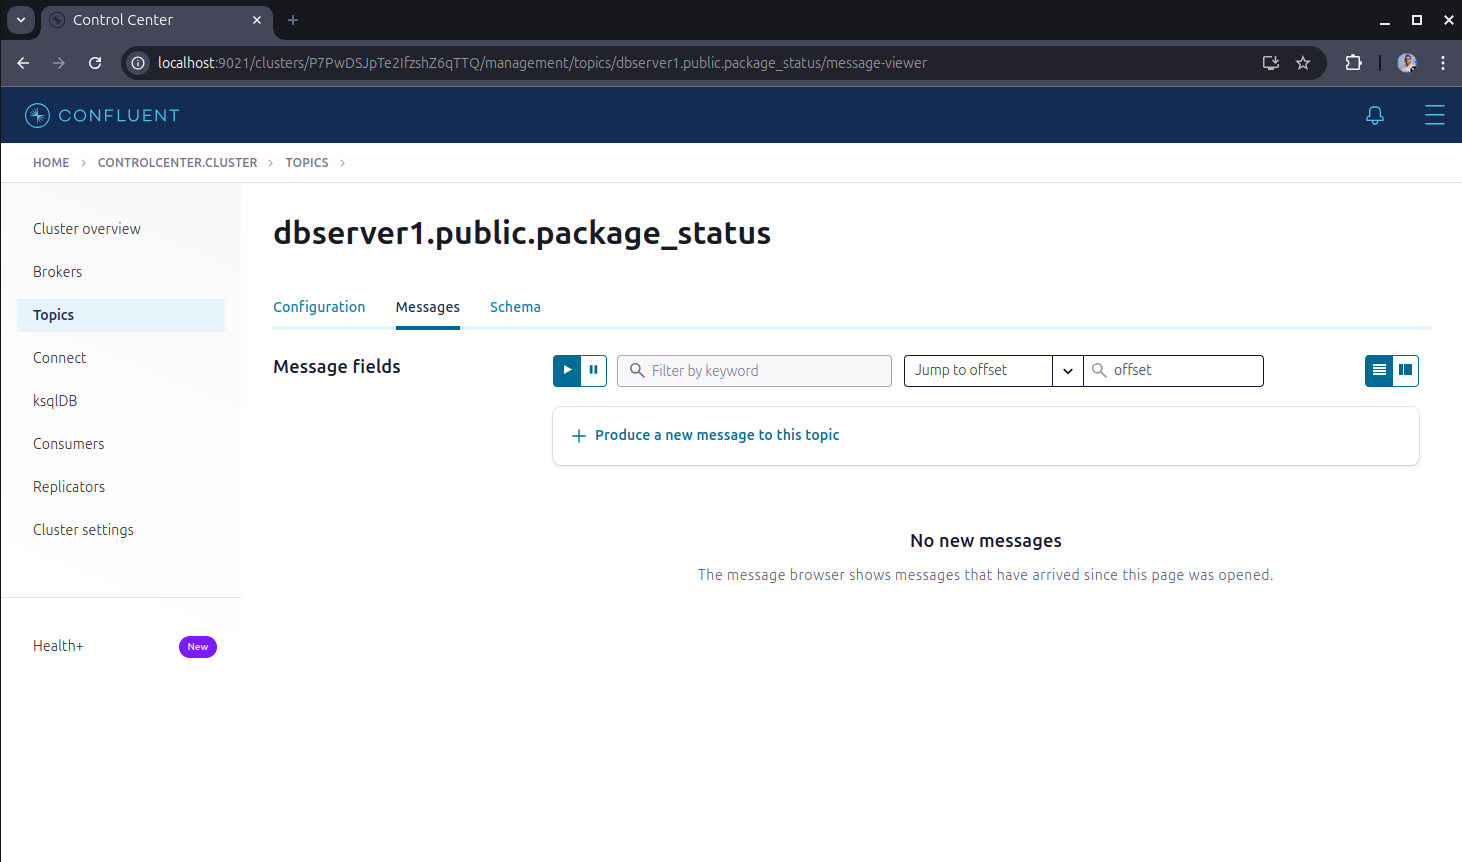 Control Center
localhost:9021/clusters/P7PwDSJpTe2IfzshZ6qTTQ/management/topics/dbserver1.public.package_status/message-viewer
CONFLUENT
HOME > CONTROLCENTER.CLUSTER > TOPICS >
Cluster overview
Brokers
Topics
Connect
ksqlDB
Consumers
Replicators
Cluster settings
Health+ New
dbserver1.public.package_status
Configuration Messages Schema
Message fields
Filter by keyword Jump to offset offset
Produce a new message to this topic
No new messages
The message browser shows messages that have arrived since this page was opened.